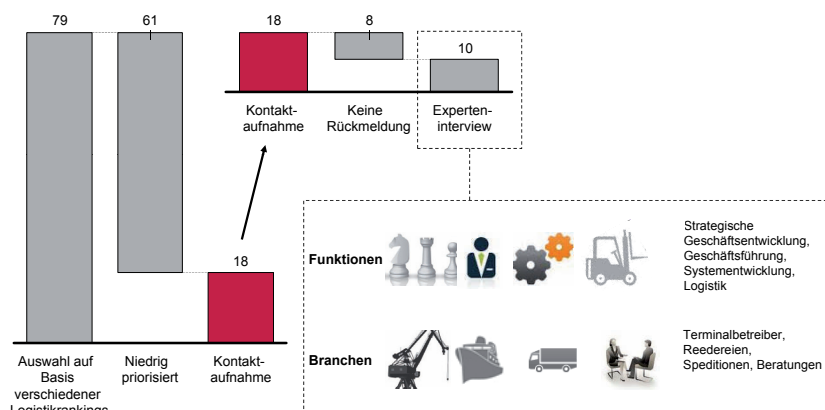 79
61
18
Auswahl auf
Basis
verschiedener
Logistikrankings
Niedrig
priorisiert
Kontakt-
aufnahme
18
8
10
Kontakt-
aufnahme
Keine
Rückmeldung
Experten-
interview
Funktionen
Strategische
Geschäftsentwicklung,
Geschäftsführung,
Systementwicklung,
Logistik
Branchen
Terminalbetreiber,
Reedereien,
Speditionen, Beratungen